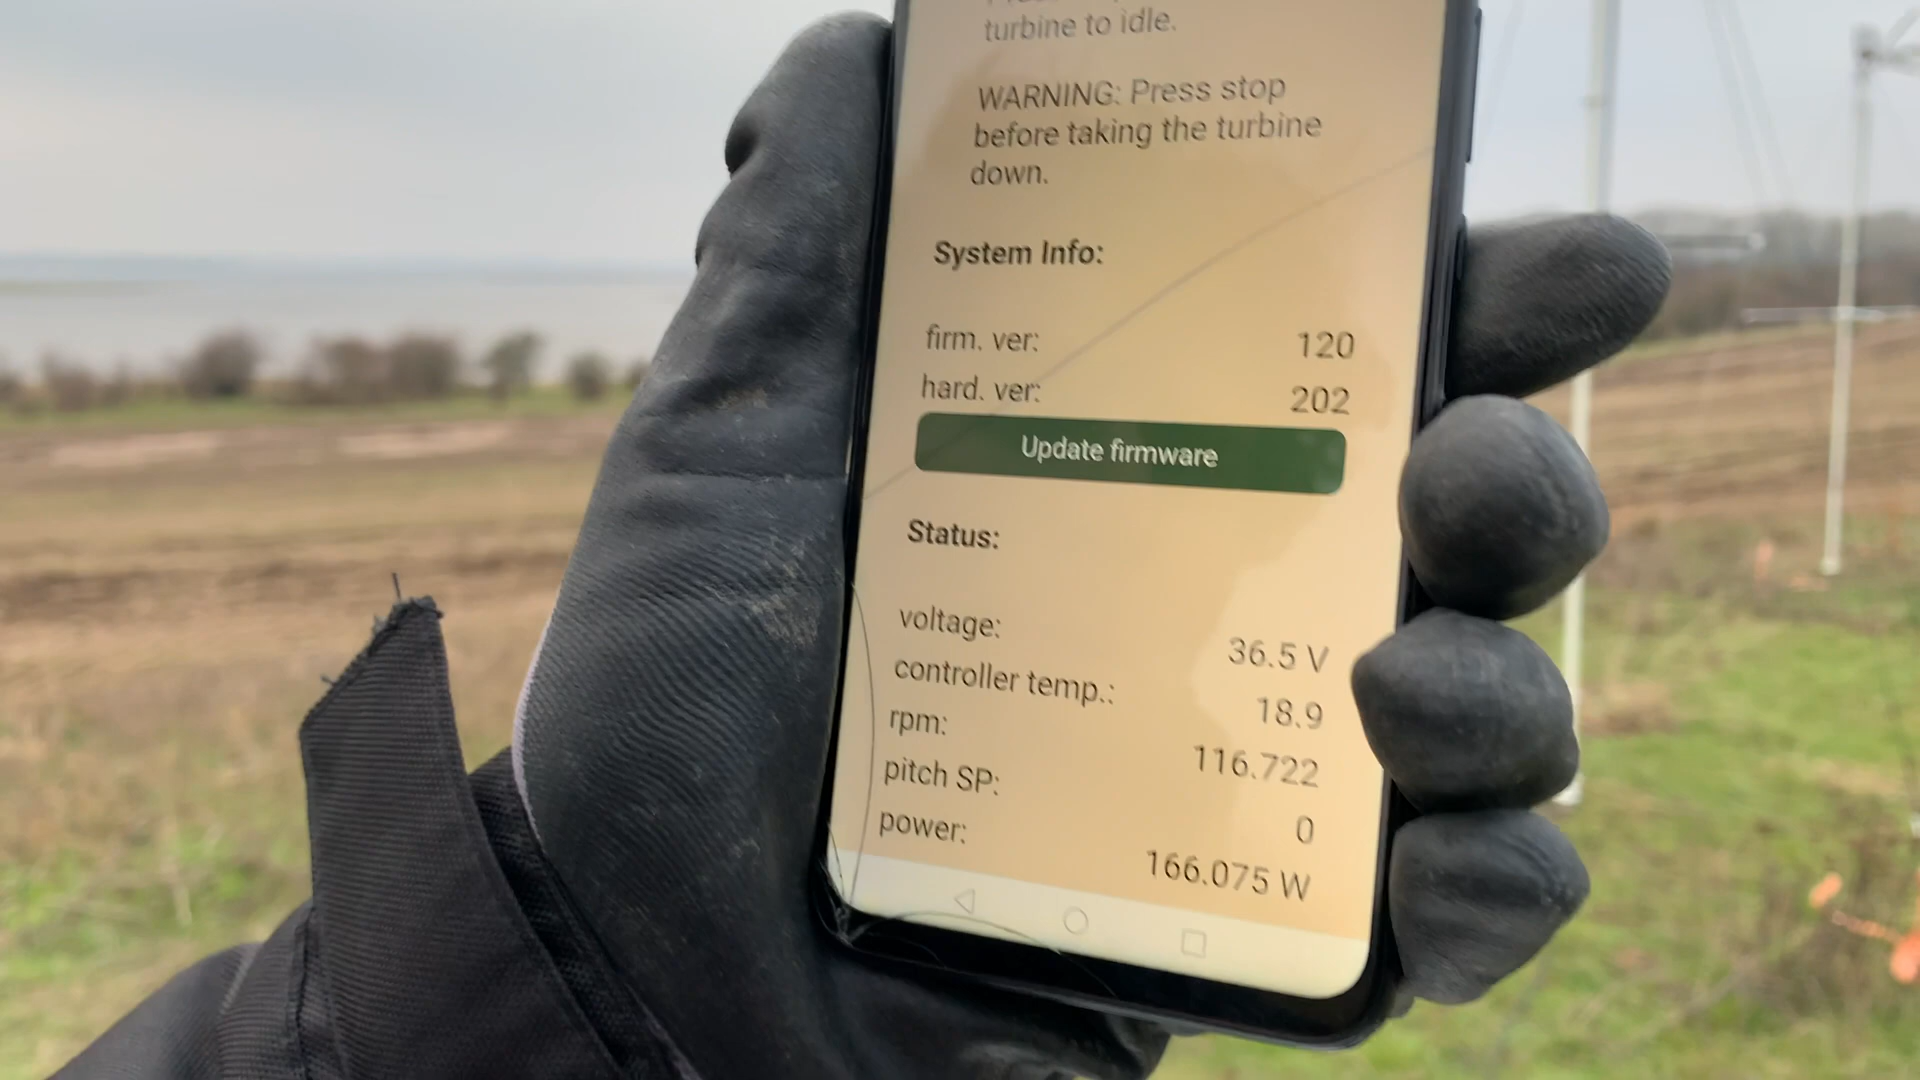 turbine to idle.
WARNING: Press stop
before taking the turbine
down.
System Info:
firm. ver: 120
hard. ver: 202
Update firmware
Status:
voltage: 36.5 V
controller temp.: 18.9
rpm: 116.722
pitch SP: 0
power: 166.075 W